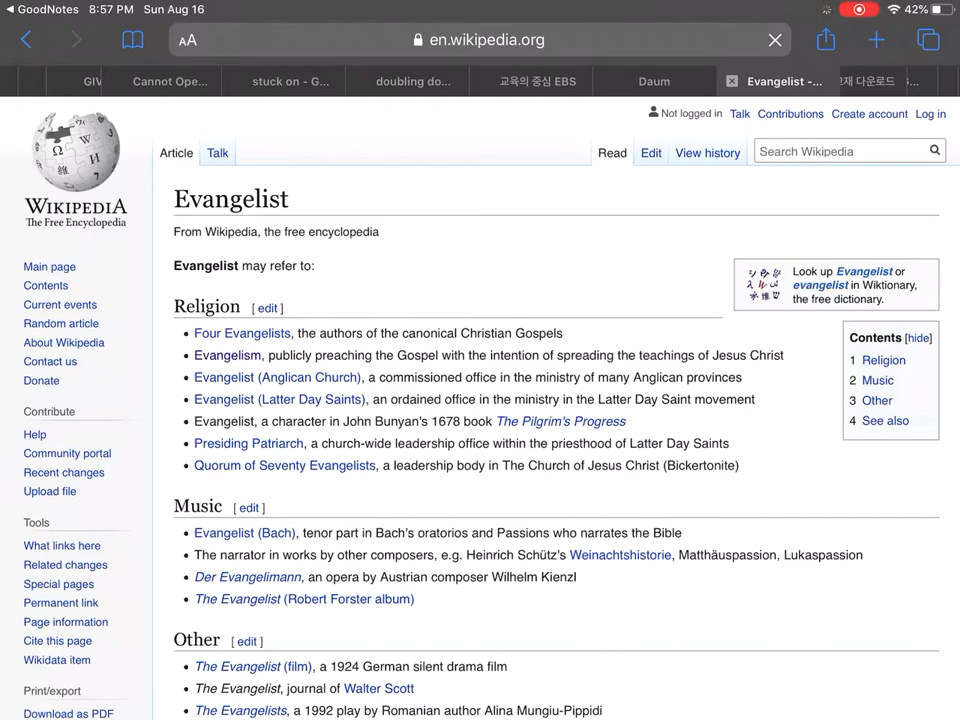 GoodNotes 8:57 PM Sun Aug 16 42%
AA en.wikipedia.org
GIV Cannot Ope... stuck on - G... doubling do... 교육의 중심 EBS Daum Evangelist -... 다운로드
Not logged in Talk Contributions Create account Log in
Article Talk Read Edit View history Search Wikipedia
WIKIPEDIA
The Free Encyclopedia
Main page
Contents
Current events
Random article
About Wikipedia
Contact us
Donate
Contribute
Help
Community portal
Recent changes
Upload file
Tools
What links here
Related changes
Special pages
Permanent link
Page information
Cite this page
Wikidata item
Print/export
Download as PDF
Evangelist
From Wikipedia, the free encyclopedia
Evangelist may refer to:
Look up Evangelist or
evangelist in Wiktionary,
the free dictionary.
Contents [hide]
1 Religion
2 Music
3 Other
4 See also
Religion [ edit ]
• Four Evangelists, the authors of the canonical Christian Gospels
• Evangelism, publicly preaching the Gospel with the intention of spreading the teachings of Jesus Christ
• Evangelist (Anglican Church), a commissioned office in the ministry of many Anglican provinces
• Evangelist (Latter Day Saints), an ordained office in the ministry in the Latter Day Saint movement
• Evangelist, a character in John Bunyan's 1678 book The Pilgrim's Progress
• Presiding Patriarch, a church-wide leadership office within the priesthood of Latter Day Saints
• Quorum of Seventy Evangelists, a leadership body in The Church of Jesus Christ (Bickertonite)
Music [ edit ]
• Evangelist (Bach), tenor part in Bach's oratorios and Passions who narrates the Bible
• The narrator in works by other composers, e.g. Heinrich Schütz's Weinachtshistorie, Matthäuspassion, Lukaspassion
• Der Evangelimann, an opera by Austrian composer Wilhelm Kienzl
• The Evangelist (Robert Forster album)
Other [ edit ]
• The Evangelist (film), a 1924 German silent drama film
• The Evangelist, journal of Walter Scott
• The Evangelists, a 1992 play by Romanian author Alina Mungiu-Pippidi